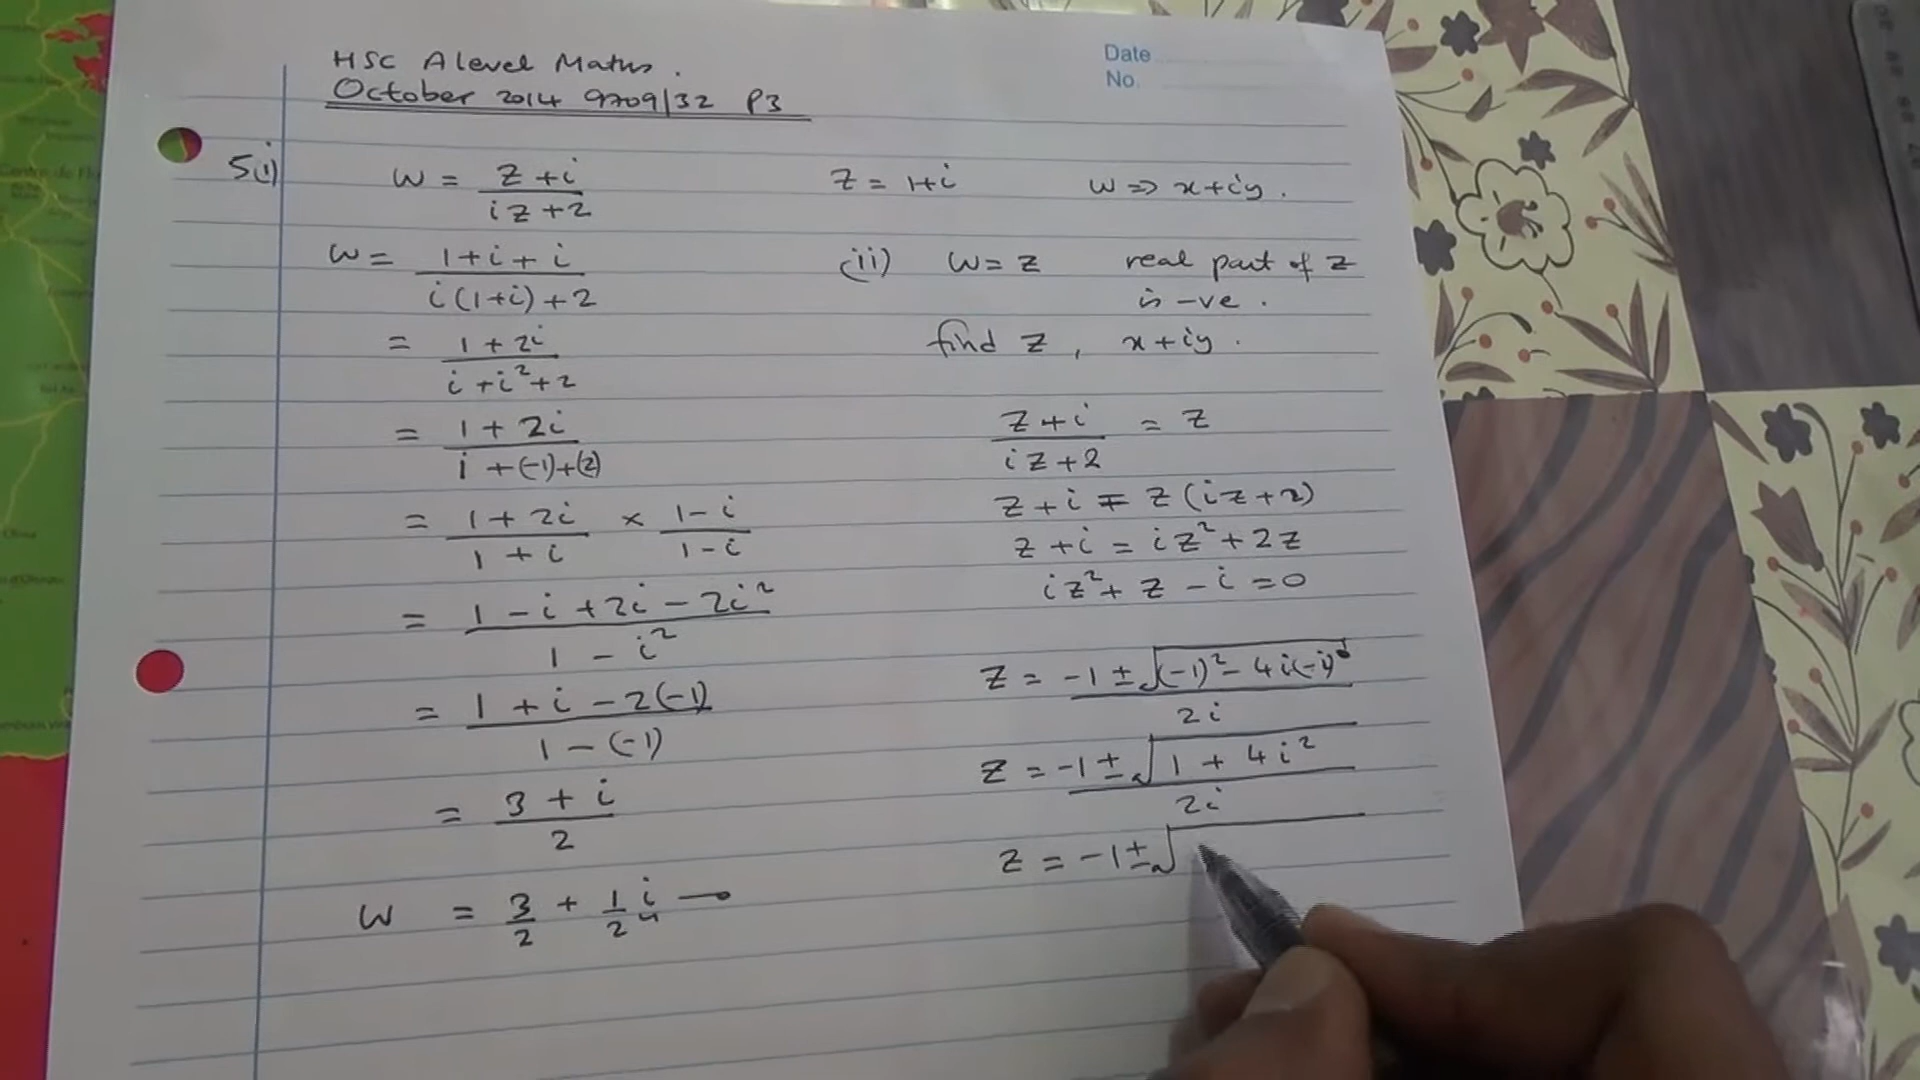 HSC A level Maths.
October 2014 9709/32 P3
Date
No.
5(i) w = (z + i)/(iz + 2)
z = 1+i
w => x+iy.
w = (1 + i + i)/(i(1+i) + 2)
= (1 + 2i)/(i + i² + 2)
= (1 + 2i)/(i + (-1) + (2))
= (1 + 2i)/(1 + i) × (1 - i)/(1 - i)
= (1 - i + 2i - 2i²)/(1 - i²)
= (1 + i - 2(-1))/(1 - (-1))
= (3 + i)/2
w = 3/2 + 1/2 i
(ii) w = z real part of z
is -ve.
find z, x + iy.
(z + i)/(iz + 2) = z
z + i = z(iz + 2)
z + i = iz² + 2z
iz² + z - i = 0
z = (-1 ± √((-1)² - 4i(-i)))/(2i)
z = (-1 ± √(1 + 4i²))/(2i)
z = -1 ± √